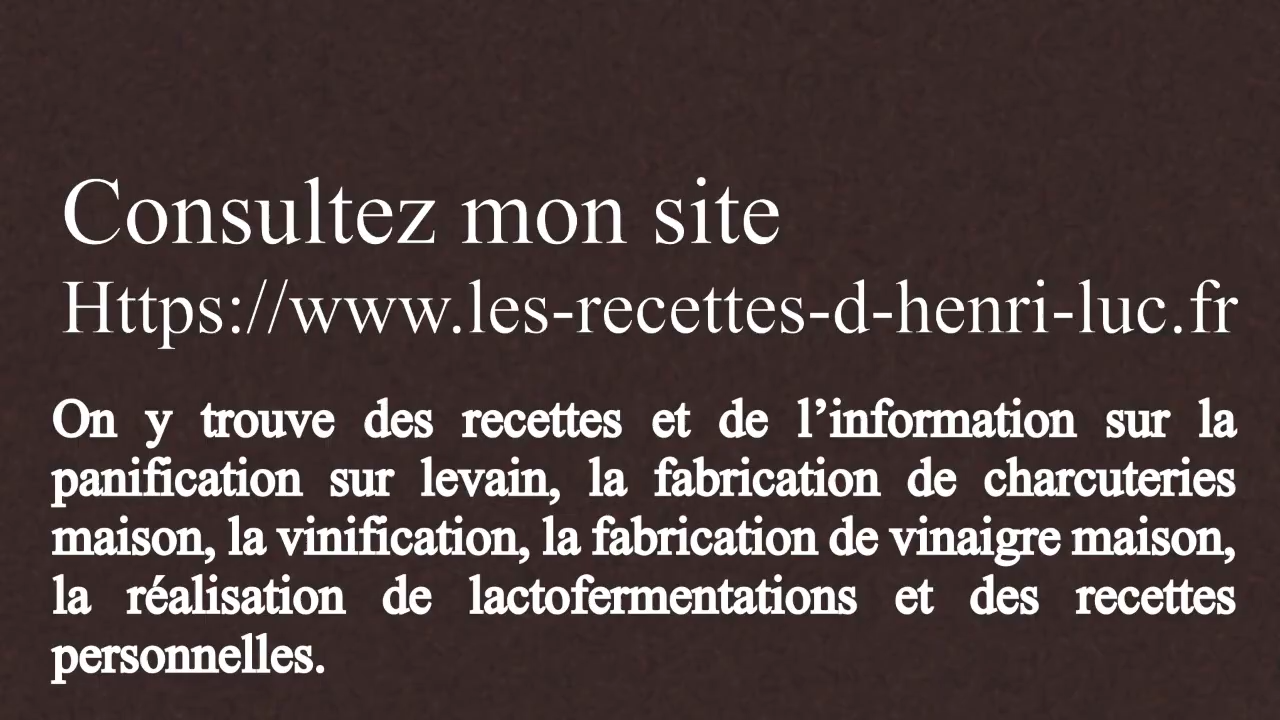 Consultez mon site
Https://www.les-recettes-d-henri-luc.fr
On y trouve des recettes et de l’information sur la
panification sur levain, la fabrication de charcuteries
maison, la vinification, la fabrication de vinaigre maison,
la réalisation de lactofermentations et des recettes
personnelles.